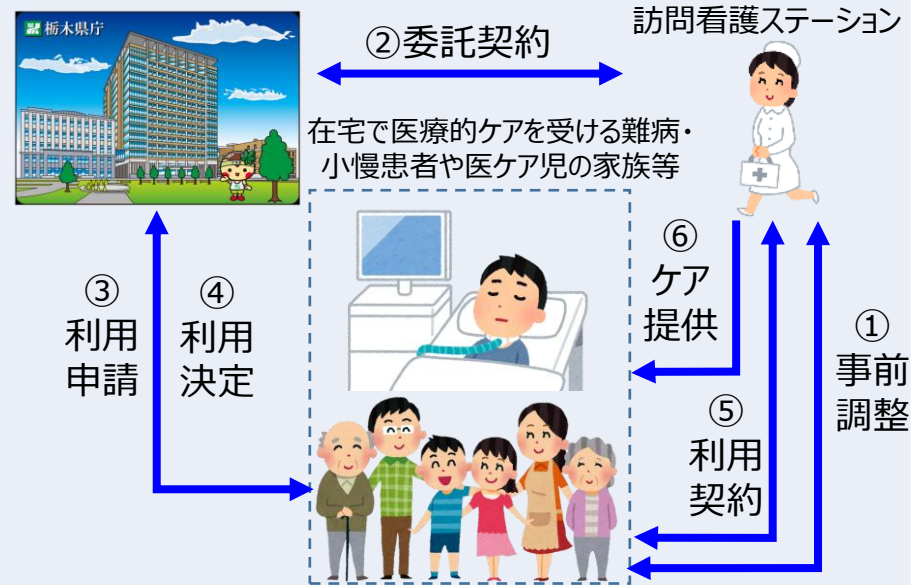 栃木県庁
②委託契約
訪問看護ステーション
在宅で医療的ケアを受ける難病・
小慢患者や医ケア児の家族等
③
利用
申請
④
利用
決定
⑥
ケア
提供
①
事前
調整
⑤
利用
契約